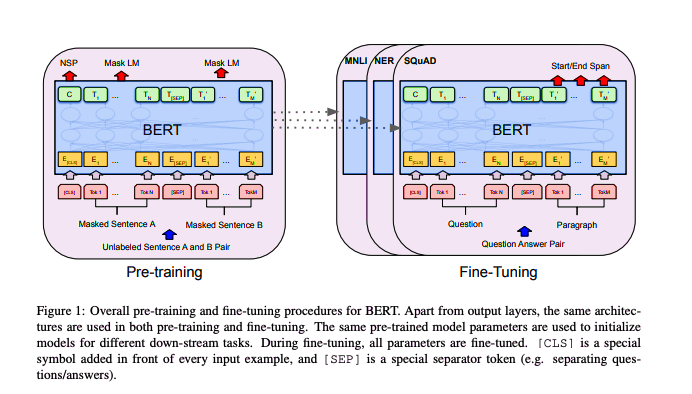 NSP Mask LM Mask LM
C T1 ... TN T[SEP] T1' ... TM'
BERT
E[CLS] E1 ... EN E[SEP] E1' ... EM'
[CLS] Tok 1 ... Tok N [SEP] Tok 1 ... TokM
Masked Sentence A Masked Sentence B
Unlabeled Sentence A and B Pair
Pre-training
MNLI NER SQuAD
Start/End Span
C T1 ... TN T[SEP] T1' ... TM'
BERT
E[CLS] E1 ... EN E[SEP] E1' ... EM'
[CLS] Tok 1 ... Tok N [SEP] Tok 1 ... TokM
Question Paragraph
Question Answer Pair
Fine-Tuning
Figure 1: Overall pre-training and fine-tuning procedures for BERT. Apart from output layers, the same architec-
tures are used in both pre-training and fine-tuning. The same pre-trained model parameters are used to initialize
models for different down-stream tasks. During fine-tuning, all parameters are fine-tuned. [CLS] is a special
symbol added in front of every input example, and [SEP] is a special separator token (e.g. separating ques-
tions/answers).